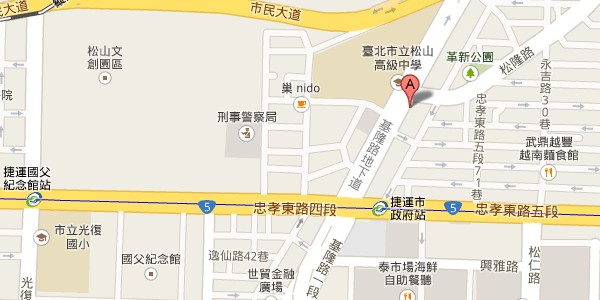 市民大道
市民大道
松山文
創園區
臺北市立松山
高級中學
革新公園
松隆路
永吉路30巷
巢 nido
A
刑事警察局
基隆路地下道
忠孝東路五段71巷
武鼎越豐
越南麵食館
院
捷運國父
紀念館站
5
忠孝東路四段
捷運市
政府站
5
忠孝東路五段
市立光復
國小
國父紀念館
逸仙路42巷
世貿金融
廣場
基隆路一段
泰市場海鮮
自助餐廳
興雅路
松仁路
光復